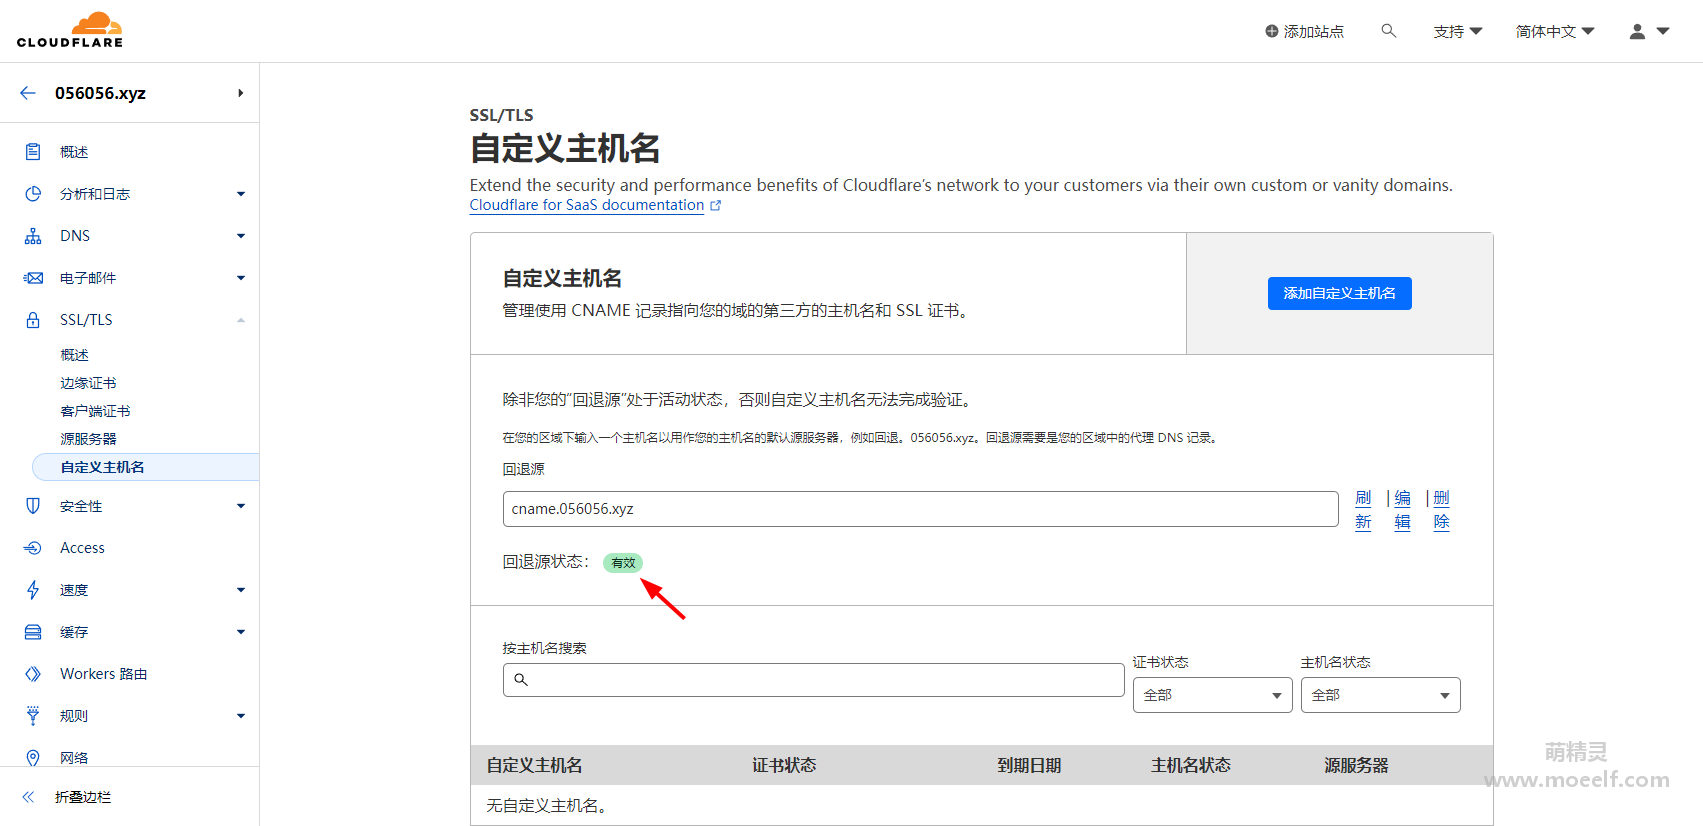 CLOUDFLARE
添加站点
支持
简体中文
056056.xyz
概述
分析和日志
DNS
电子邮件
SSL/TLS
概述
边缘证书
客户端证书
源服务器
自定义主机名
安全性
Access
速度
缓存
Workers 路由
规则
网络
折叠边栏
SSL/TLS
自定义主机名
Extend the security and performance benefits of Cloudflare's network to your customers via their own custom or vanity domains.
Cloudflare for SaaS documentation
自定义主机名
管理使用 CNAME 记录指向您的域的第三方的主机名和 SSL 证书。
添加自定义主机名
除非您的“回退源”处于活动状态，否则自定义主机名无法完成验证。
在您的区域下输入一个主机名以用作您的主机名的默认源服务器，例如回退。056056.xyz。回退源需要是您的区域中的代理 DNS 记录。
回退源
cname.056056.xyz
刷新 | 编辑 | 删除
回退源状态： 有效
按主机名搜索
证书状态
主机名状态
全部
全部
自定义主机名 证书状态 到期日期 主机名状态 源服务器
无自定义主机名。
萌精灵
www.moeelf.com